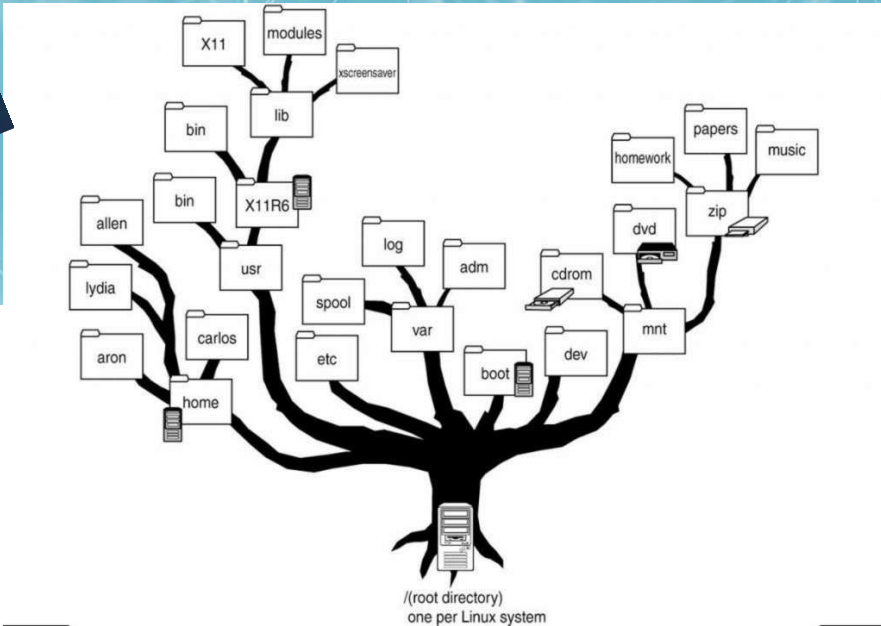 X11
modules
xscreensaver
lib
bin
X11R6
bin
usr
allen
lydia
aron
carlos
home
etc
spool
log
adm
var
boot
dev
cdrom
dvd
mnt
homework
papers
music
zip
/(root directory)
one per Linux system